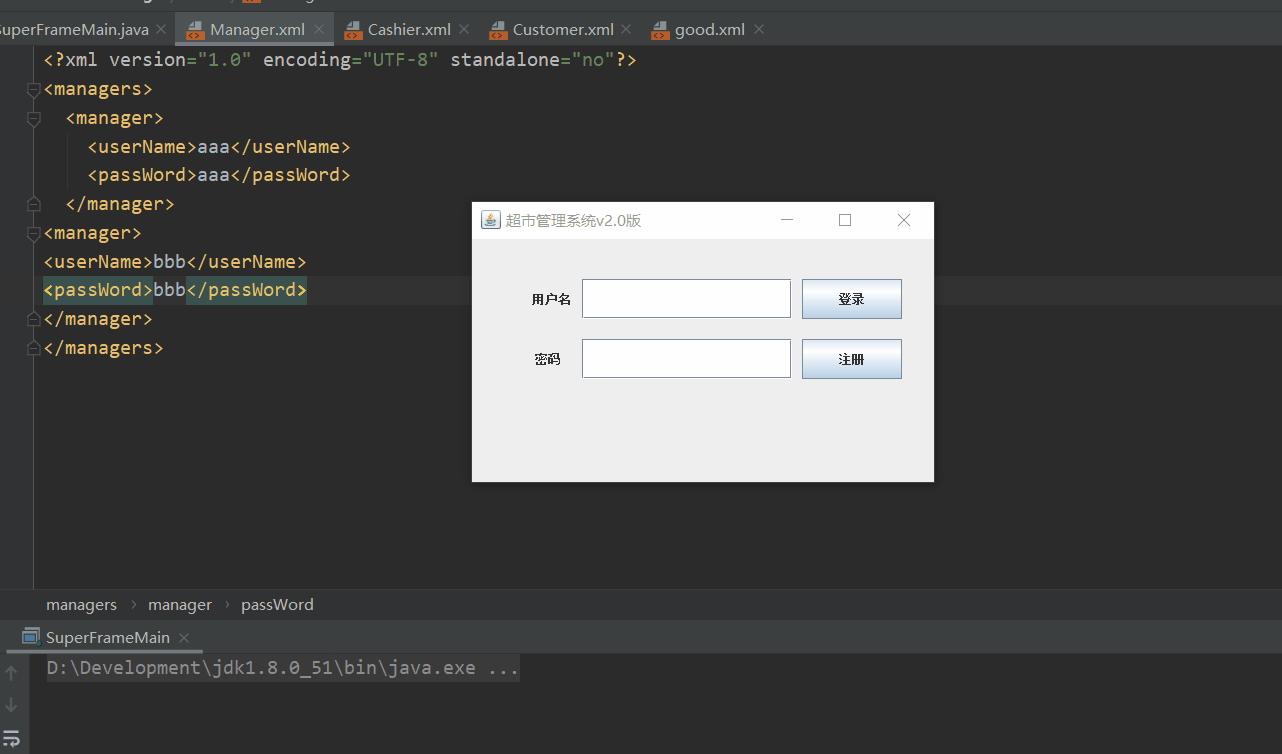 SuperFrameMain.java Manager.xml Cashier.xml Customer.xml good.xml
<?xml version="1.0" encoding="UTF-8" standalone="no"?>
<managers>
<manager>
<userName>aaa</userName>
<passWord>aaa</passWord>
</manager>
<manager>
<userName>bbb</userName>
<passWord>bbb</passWord>
</manager>
</managers>
超市管理系统v2.0版
用户名 登录
密码 注册
managers › manager › passWord
SuperFrameMain
D:\Development\jdk1.8.0_51\bin\java.exe ...